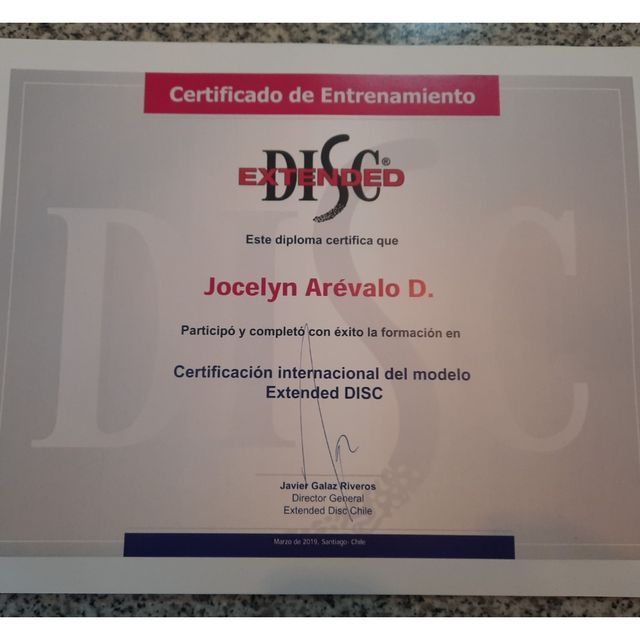 Certificado de Entrenamiento
DISC®
EXTENDED
Este diploma certifica que
Jocelyn Arévalo D.
Participó y completó con éxito la formación en
Certificación internacional del modelo
Extended DISC
Javier Galaz Riveros
Director General
Extended Disc Chile
Marzo de 2019, Santiago- Chile
DISC